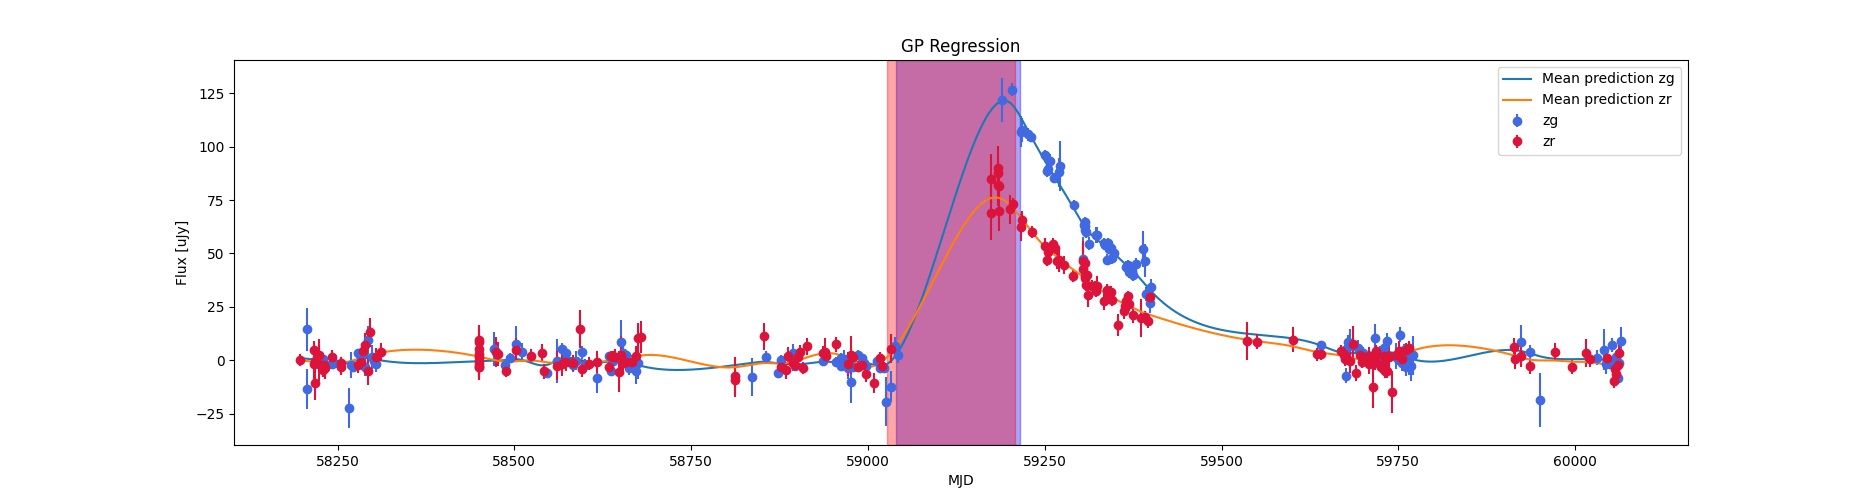 GP Regression
Flux [uJy]
125
100
75
50
25
0
−25
58250 58500 58750 59000 59250 59500 59750 60000
MJD
Mean prediction zg
Mean prediction zr
zg
zr